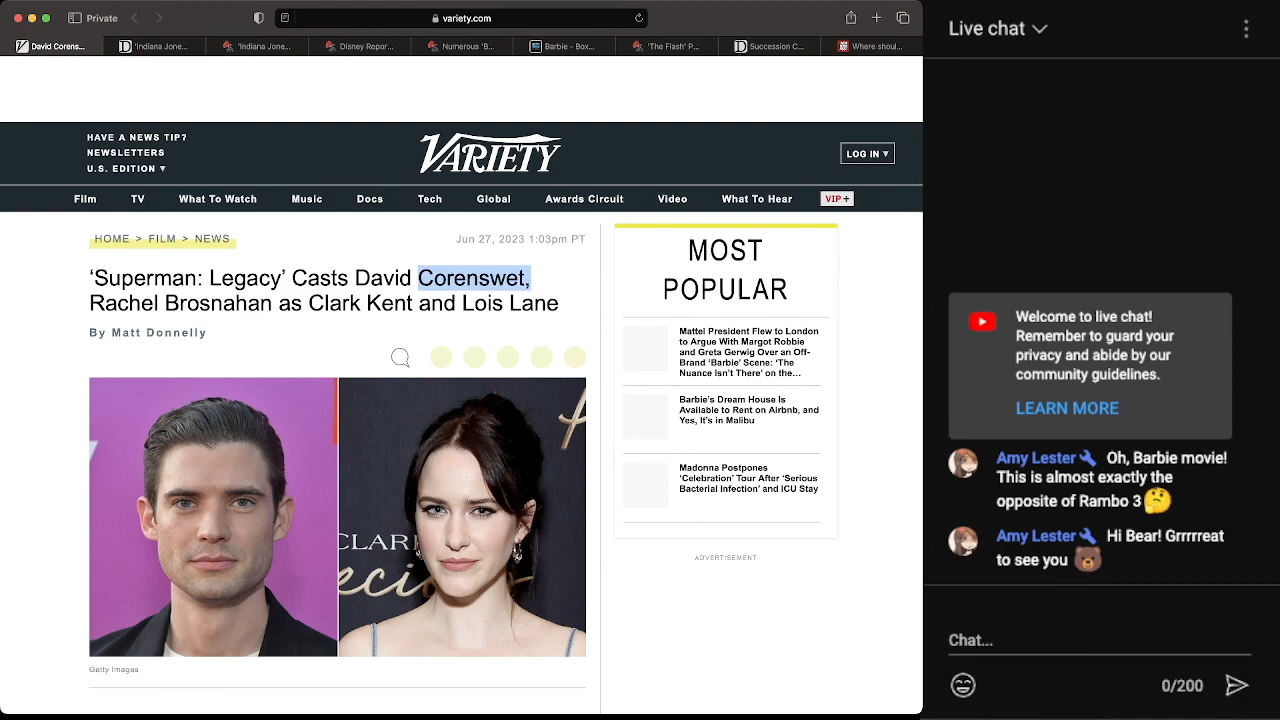 Private
variety.com
David Corens...
'Indiana Jone...
'Indiana Jone...
Disney Repor...
Numerous 'B...
Barbie - Box...
'The Flash' P...
Succession C...
Where shoul...
HAVE A NEWS TIP?
NEWSLETTERS
U.S. EDITION ▾
VARIETY
LOG IN ▾
Film
TV
What To Watch
Music
Docs
Tech
Global
Awards Circuit
Video
What To Hear
VIP+
HOME > FILM > NEWS
Jun 27, 2023 1:03pm PT
‘Superman: Legacy’ Casts David Corenswet,
Rachel Brosnahan as Clark Kent and Lois Lane
By Matt Donnelly
CLAR
Getty Images
MOST
POPULAR
Mattel President Flew to London
to Argue With Margot Robbie
and Greta Gerwig Over an Off-
Brand ‘Barbie’ Scene: ‘The
Nuance Isn’t There’ on the…
Barbie’s Dream House Is
Available to Rent on Airbnb, and
Yes, It’s in Malibu
Madonna Postpones
‘Celebration’ Tour After ‘Serious
Bacterial Infection’ and ICU Stay
ADVERTISEMENT
Live chat
Welcome to live chat!
Remember to guard your
privacy and abide by our
community guidelines.
LEARN MORE
Amy Lester Oh, Barbie movie!
This is almost exactly the
opposite of Rambo 3
Amy Lester Hi Bear! Grrrrreat
to see you
Chat...
0/200